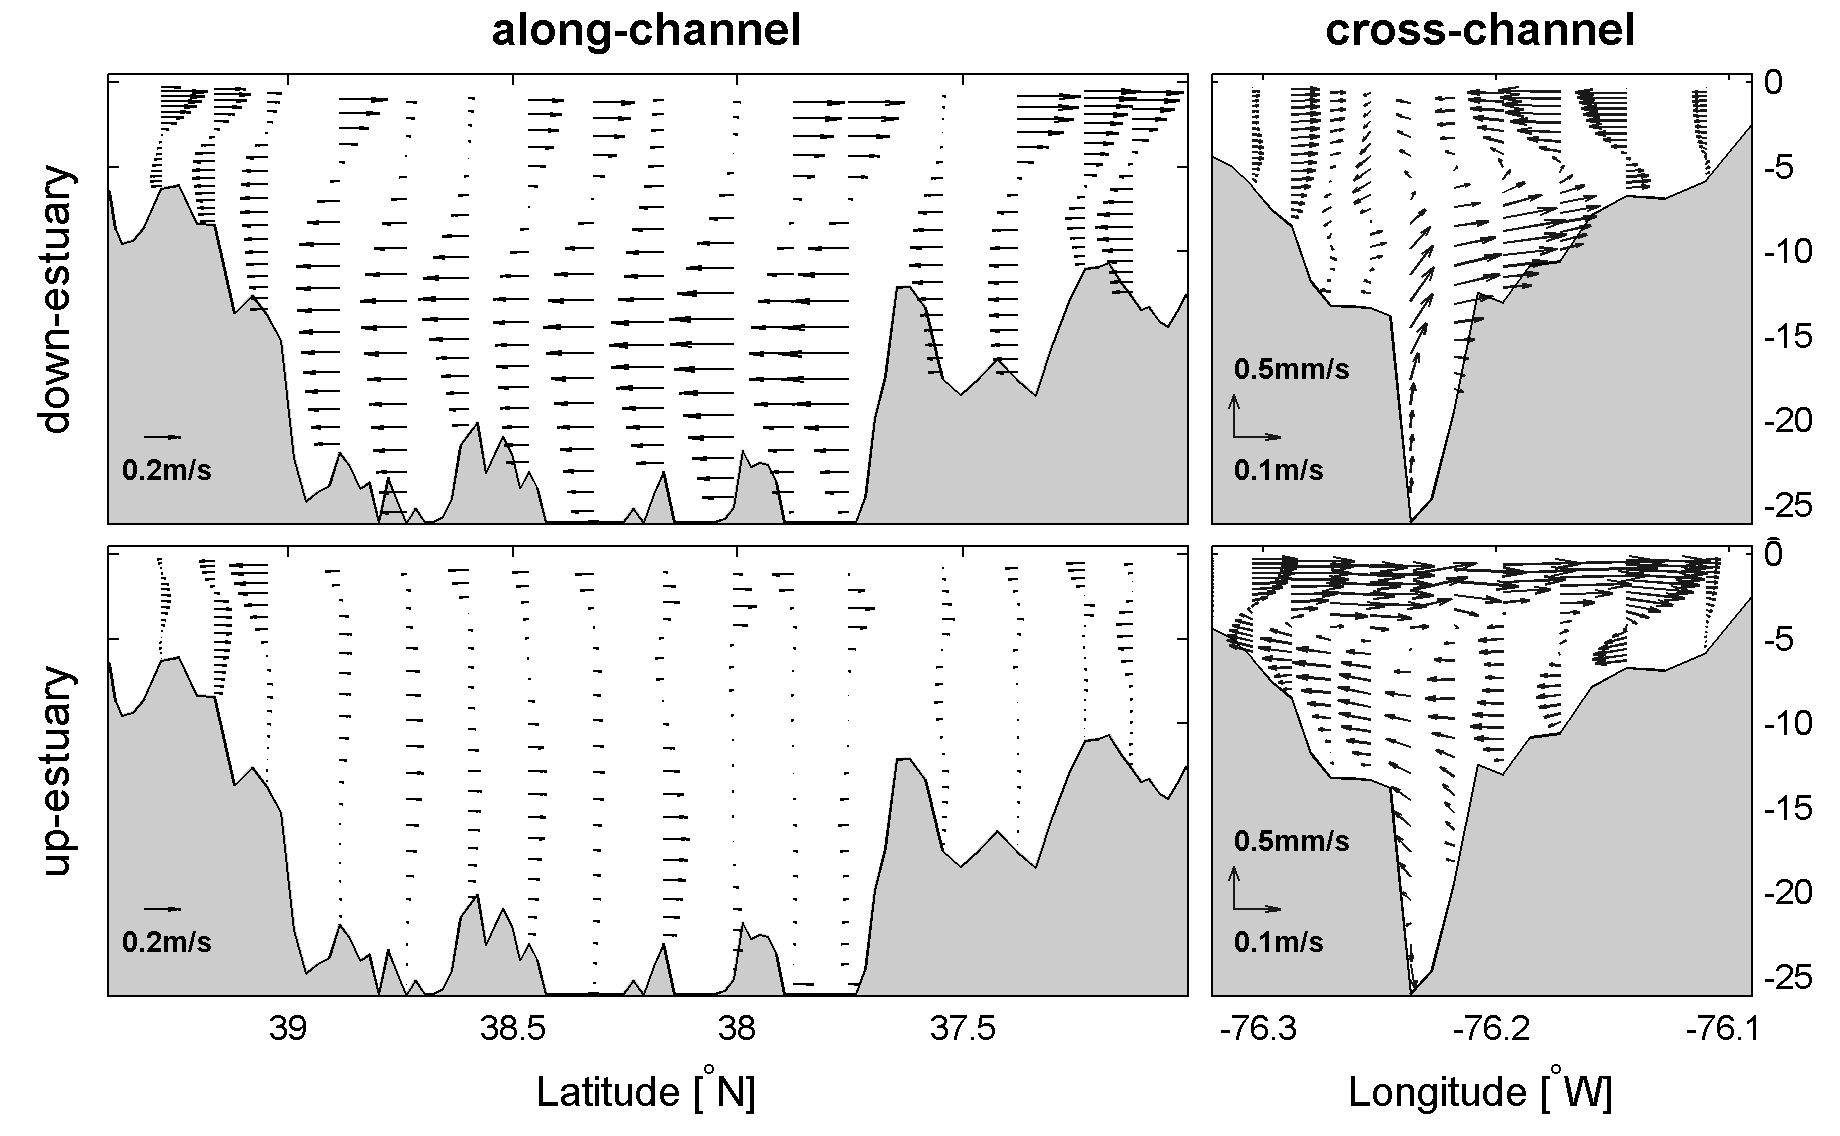 along-channel cross-channel
down-estuary
0
-5
-10
-15
-20
-25
0.2m/s
0.5mm/s
0.1m/s
up-estuary
0
-5
-10
-15
-20
-25
0.2m/s
0.5mm/s
0.1m/s
39 38.5 38 37.5 -76.3 -76.2 -76.1
Latitude [°N] Longitude [°W]